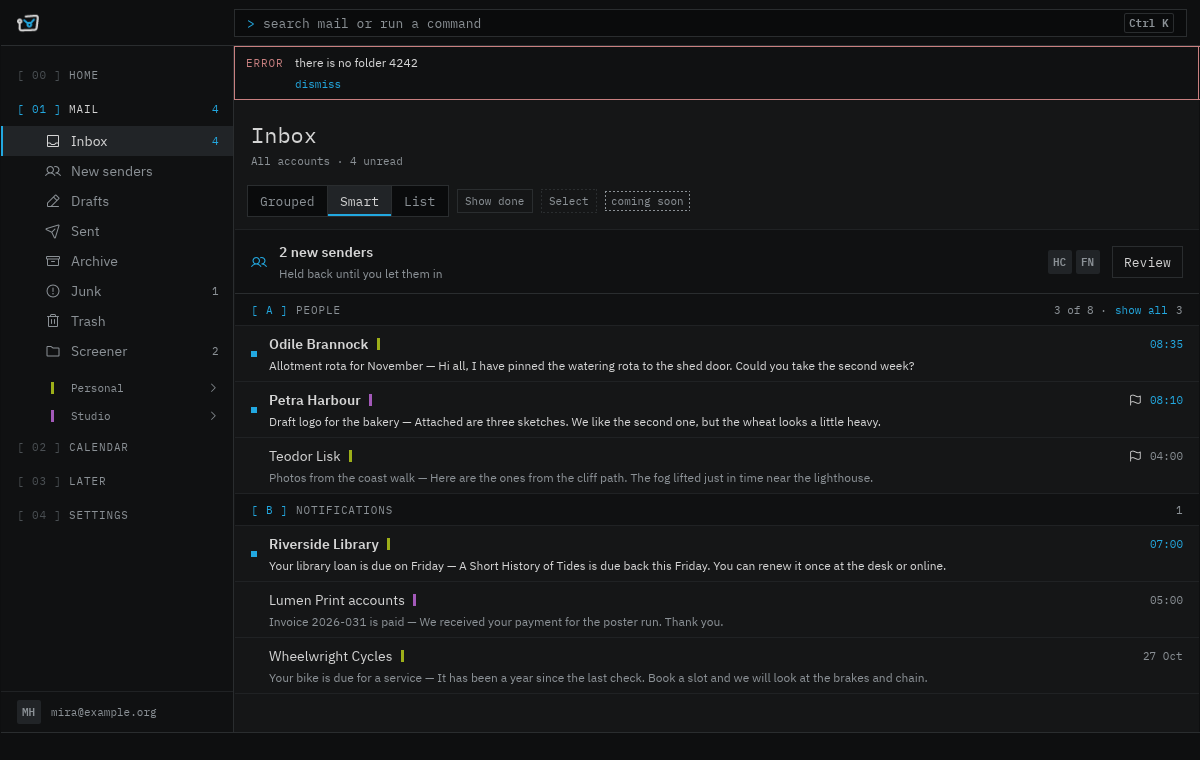 > search mail or run a command
Ctrl K
[ 00 ] HOME
[ 01 ] MAIL 4
Inbox 4
New senders
Drafts
Sent
Archive
Junk 1
Trash
Screener 2
Personal
Studio
[ 02 ] CALENDAR
[ 03 ] LATER
[ 04 ] SETTINGS
MH mira@example.org
ERROR there is no folder 4242
dismiss
Inbox
All accounts · 4 unread
Grouped Smart List Show done Select coming soon
2 new senders
Held back until you let them in
HC FN Review
[ A ] PEOPLE 3 of 8 · show all 3
Odile Brannock 08:35
Allotment rota for November — Hi all, I have pinned the watering rota to the shed door. Could you take the second week?
Petra Harbour 08:10
Draft logo for the bakery — Attached are three sketches. We like the second one, but the wheat looks a little heavy.
Teodor Lisk 04:00
Photos from the coast walk — Here are the ones from the cliff path. The fog lifted just in time near the lighthouse.
[ B ] NOTIFICATIONS 1
Riverside Library 07:00
Your library loan is due on Friday — A Short History of Tides is due back this Friday. You can renew it once at the desk or online.
Lumen Print accounts 05:00
Invoice 2026-031 is paid — We received your payment for the poster run. Thank you.
Wheelwright Cycles 27 Oct
Your bike is due for a service — It has been a year since the last check. Book a slot and we will look at the brakes and chain.